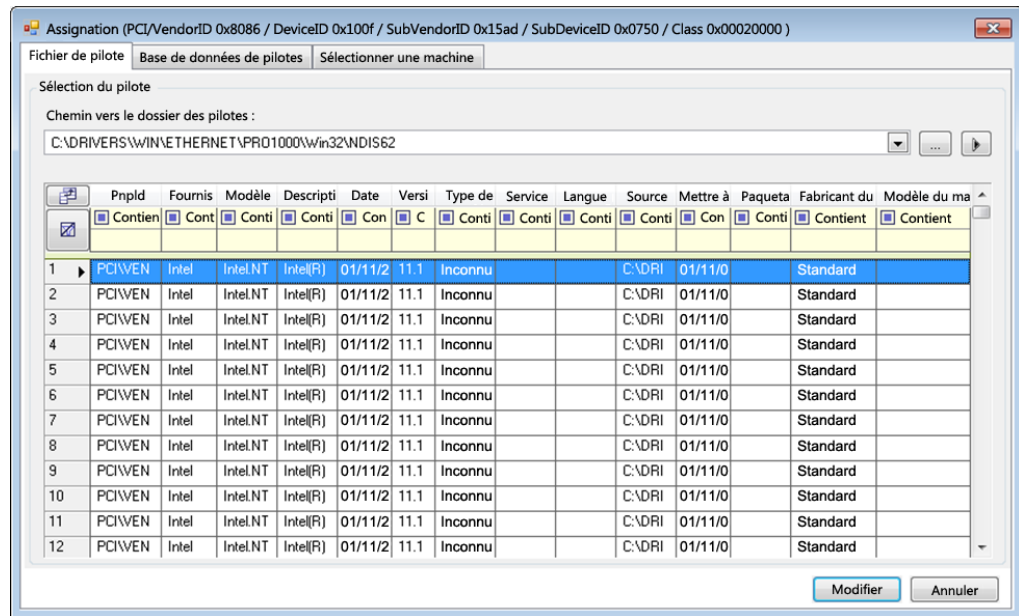 Assignation (PCI/VendorID 0x8086 / DeviceID 0x100f / SubVendorID 0x15ad / SubDeviceID 0x0750 / Class 0x00020000 )
Fichier de pilote Base de données de pilotes Sélectionner une machine
Sélection du pilote
Chemin vers le dossier des pilotes :
C:\DRIVERS\WIN\ETHERNET\PRO1000\Win32\NDIS62 ...
PnpId Fournis Modèle Descripti Date Versi Type de Service Langue Source Mettre à Paqueta Fabricant du Modèle du ma
Contien Cont Conti Conti Con C Conti Conti Conti Conti Con Conti Contient Contient
1 PCI\VEN Intel Intel.NT Intel(R) 01/11/2 11.1 Inconnu C:\DRI 01/11/0 Standard
2 PCI\VEN Intel Intel.NT Intel(R) 01/11/2 11.1 Inconnu C:\DRI 01/11/0 Standard
3 PCI\VEN Intel Intel.NT Intel(R) 01/11/2 11.1 Inconnu C:\DRI 01/11/0 Standard
4 PCI\VEN Intel Intel.NT Intel(R) 01/11/2 11.1 Inconnu C:\DRI 01/11/0 Standard
5 PCI\VEN Intel Intel.NT Intel(R) 01/11/2 11.1 Inconnu C:\DRI 01/11/0 Standard
6 PCI\VEN Intel Intel.NT Intel(R) 01/11/2 11.1 Inconnu C:\DRI 01/11/0 Standard
7 PCI\VEN Intel Intel.NT Intel(R) 01/11/2 11.1 Inconnu C:\DRI 01/11/0 Standard
8 PCI\VEN Intel Intel.NT Intel(R) 01/11/2 11.1 Inconnu C:\DRI 01/11/0 Standard
9 PCI\VEN Intel Intel.NT Intel(R) 01/11/2 11.1 Inconnu C:\DRI 01/11/0 Standard
10 PCI\VEN Intel Intel.NT Intel(R) 01/11/2 11.1 Inconnu C:\DRI 01/11/0 Standard
11 PCI\VEN Intel Intel.NT Intel(R) 01/11/2 11.1 Inconnu C:\DRI 01/11/0 Standard
12 PCI\VEN Intel Intel.NT Intel(R) 01/11/2 11.1 Inconnu C:\DRI 01/11/0 Standard
Modifier Annuler